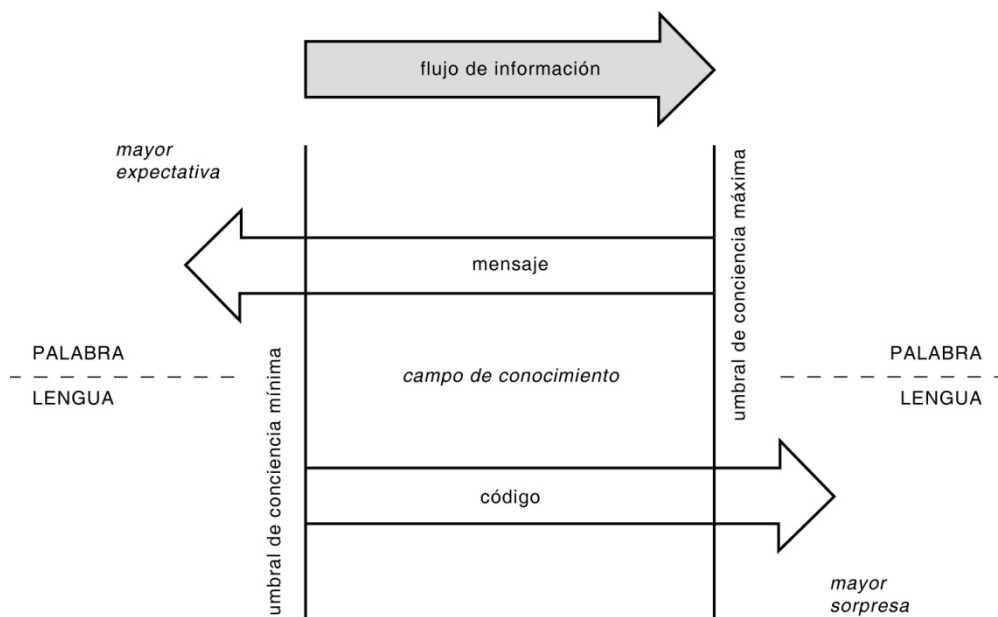 flujo de información
mayor
expectativa
umbral de conciencia máxima
mensaje
PALABRA
PALABRA
campo de conocimiento
LENGUA
LENGUA
umbral de conciencia mínima
código
mayor
sorpresa